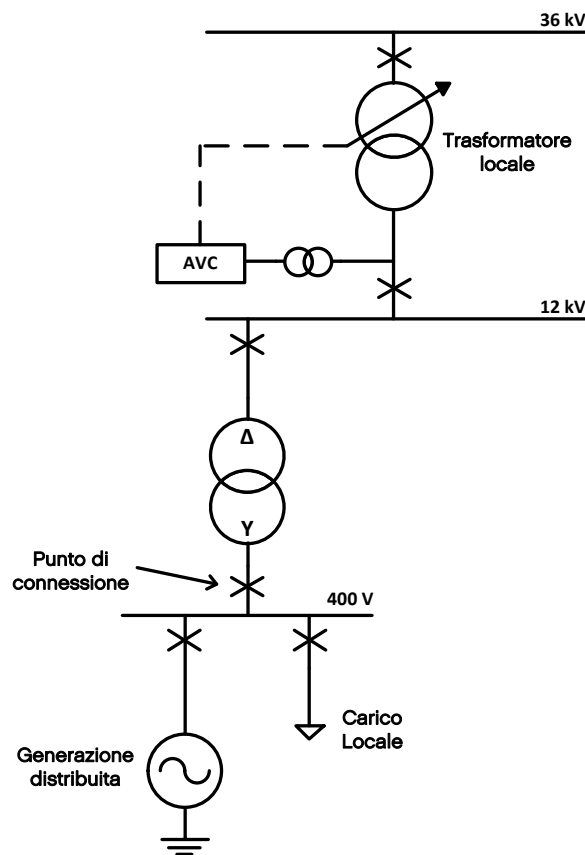 36 kV
Trasformatore
locale
AVC
12 kV
Δ
Y
Punto di
connessione
400 V
Carico
Locale
Generazione
distribuita